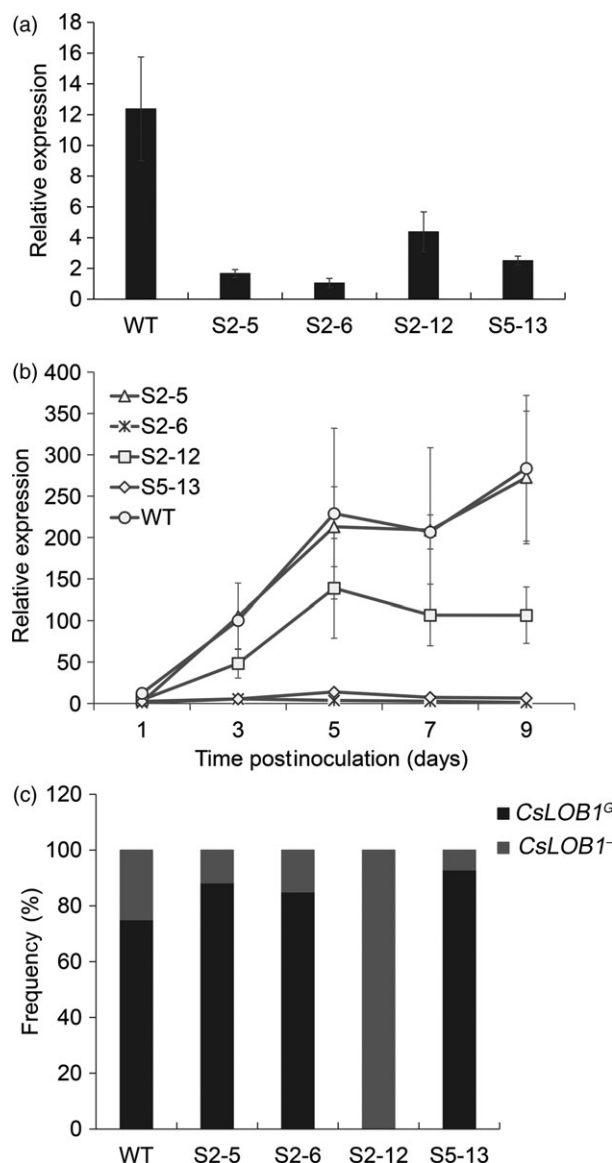 (a)
Relative expression
18
16
14
12
10
8
6
4
2
0
WT S2-5 S2-6 S2-12 S5-13
(b)
Relative expression
400
350
300
250
200
150
100
50
0
S2-5
S2-6
S2-12
S5-13
WT
1 3 5 7 9
Time postinoculation (days)
(c)
Frequency (%)
120
100
80
60
40
20
0
CsLOB1G
CsLOB1–
WT S2-5 S2-6 S2-12 S5-13